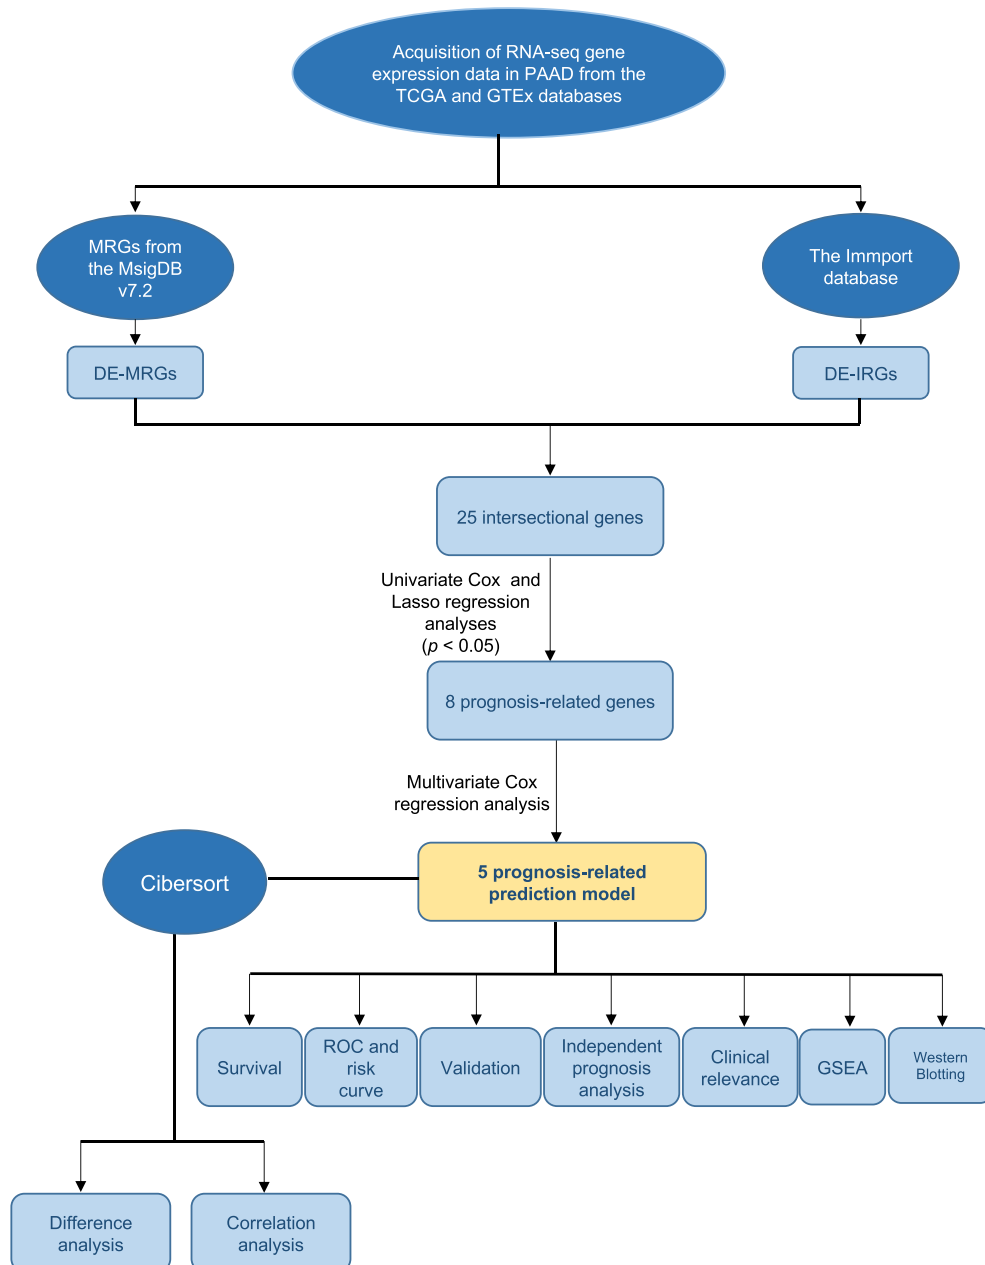 Acquisition of RNA-seq gene
expression data in PAAD from the
TCGA and GTEx databases
MRGs from
the MsigDB
v7.2
The Immport
database
DE-MRGs
DE-IRGs
25 intersectional genes
Univariate Cox and
Lasso regression
analyses
(p < 0.05)
8 prognosis-related genes
Multivariate Cox
regression analysis
Cibersort
5 prognosis-related
prediction model
Survival
ROC and
risk
curve
Validation
Independent
prognosis
analysis
Clinical
relevance
GSEA
Western
Blotting
Difference
analysis
Correlation
analysis